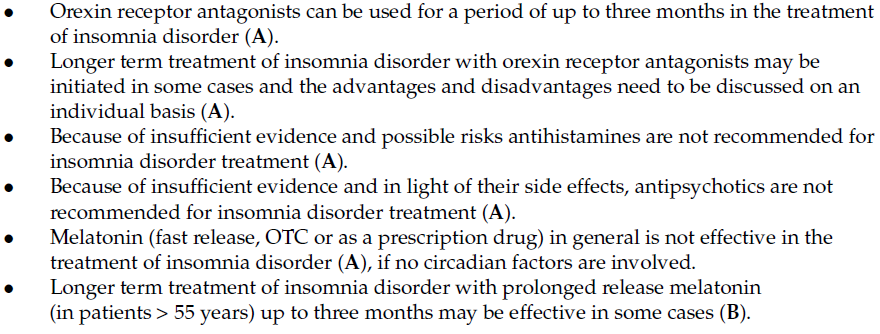 • Orexin receptor antagonists can be used for a period of up to three months in the treatment
of insomnia disorder (A).
• Longer term treatment of insomnia disorder with orexin receptor antagonists may be
initiated in some cases and the advantages and disadvantages need to be discussed on an
individual basis (A).
• Because of insufficient evidence and possible risks antihistamines are not recommended for
insomnia disorder treatment (A).
• Because of insufficient evidence and in light of their side effects, antipsychotics are not
recommended for insomnia disorder treatment (A).
• Melatonin (fast release, OTC or as a prescription drug) in general is not effective in the
treatment of insomnia disorder (A), if no circadian factors are involved.
• Longer term treatment of insomnia disorder with prolonged release melatonin
(in patients > 55 years) up to three months may be effective in some cases (B).